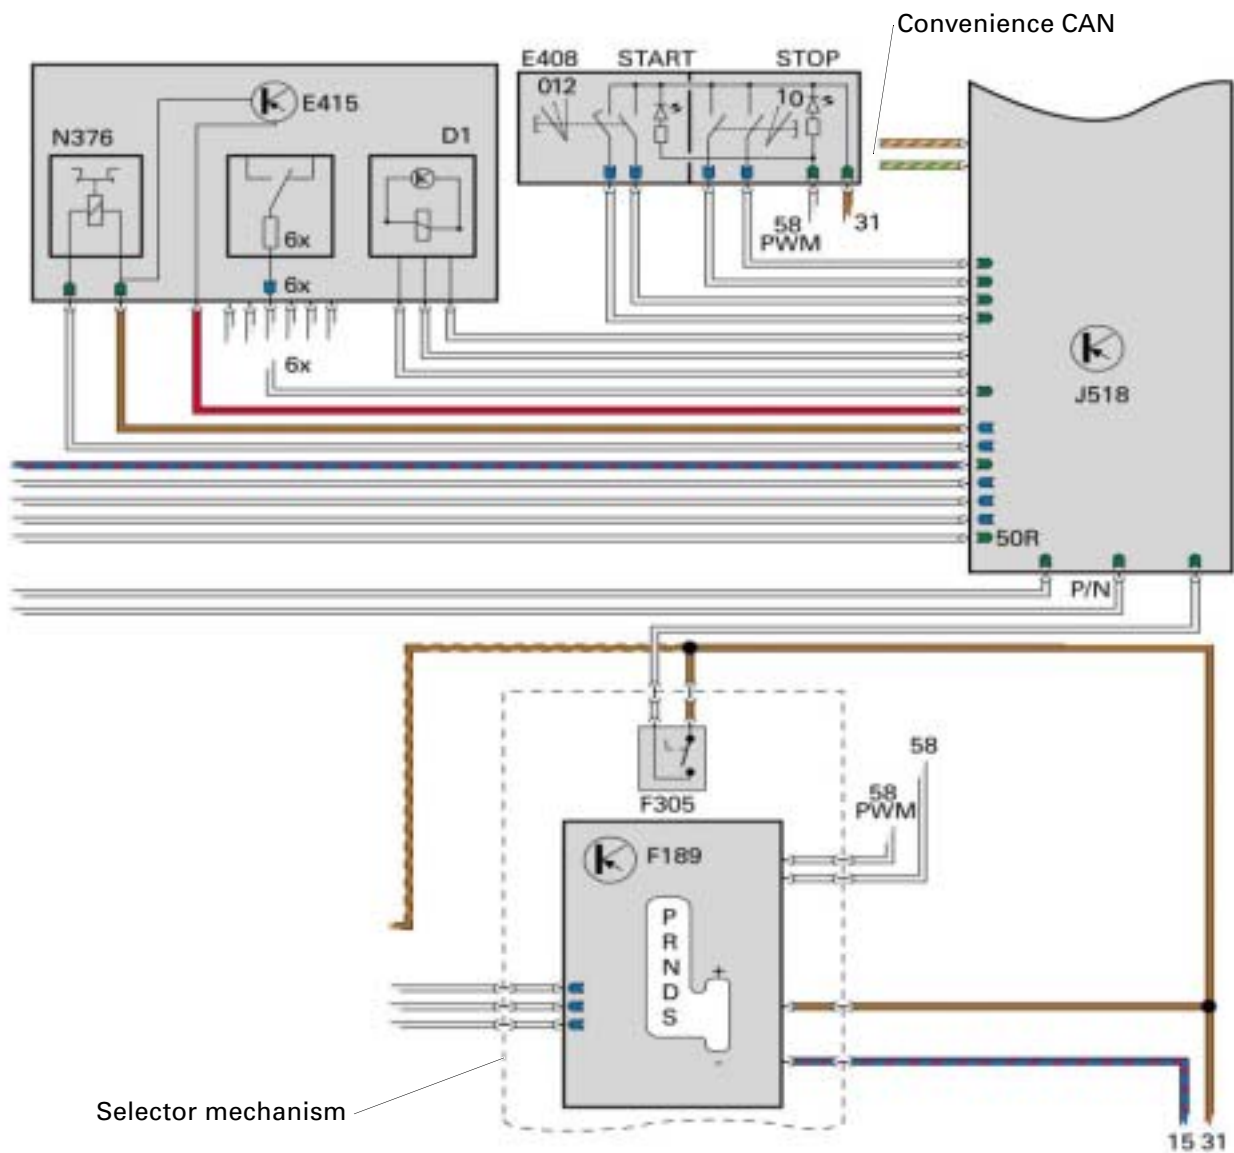 Convenience CAN
E408 START STOP
012
10
E415
N376
D1
6x
6x
6x
58
PWM
31
J518
50R
P/N
F305
58
58
PWM
F189
P
R
N
D
S
+
-
Selector mechanism
15 31